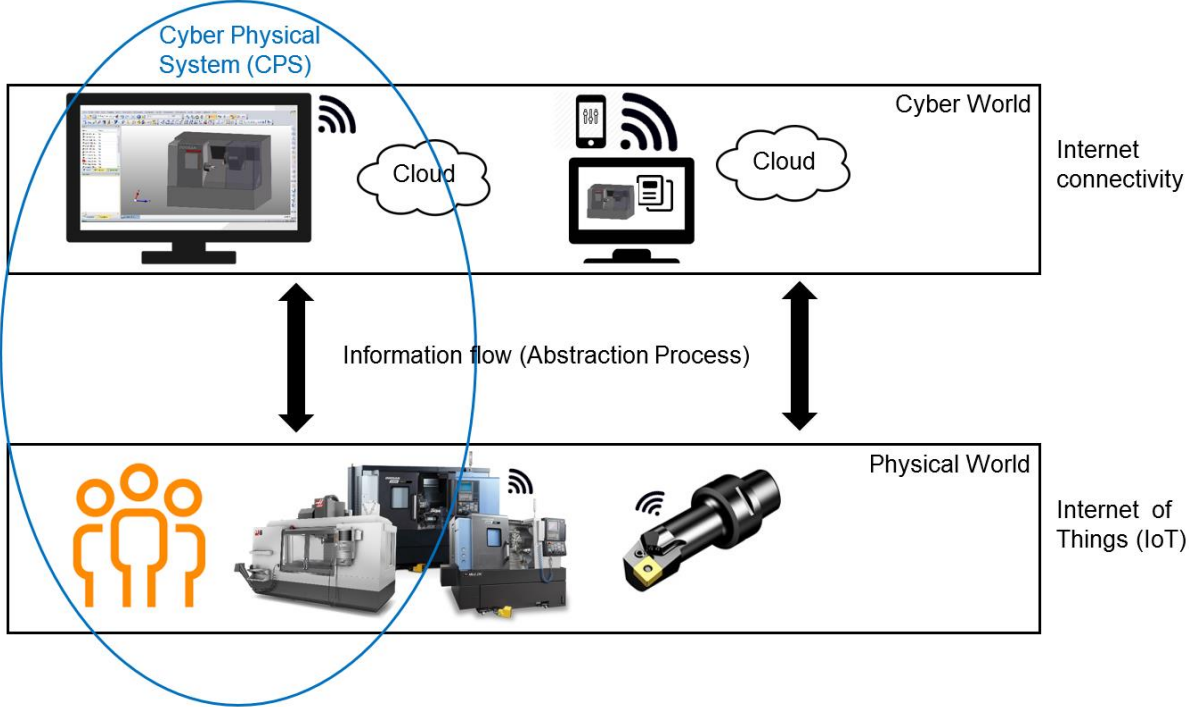 Cyber Physical
System (CPS)
Cyber World
Cloud
Cloud
Internet
connectivity
Information flow (Abstraction Process)
Physical World
Internet of
Things (IoT)